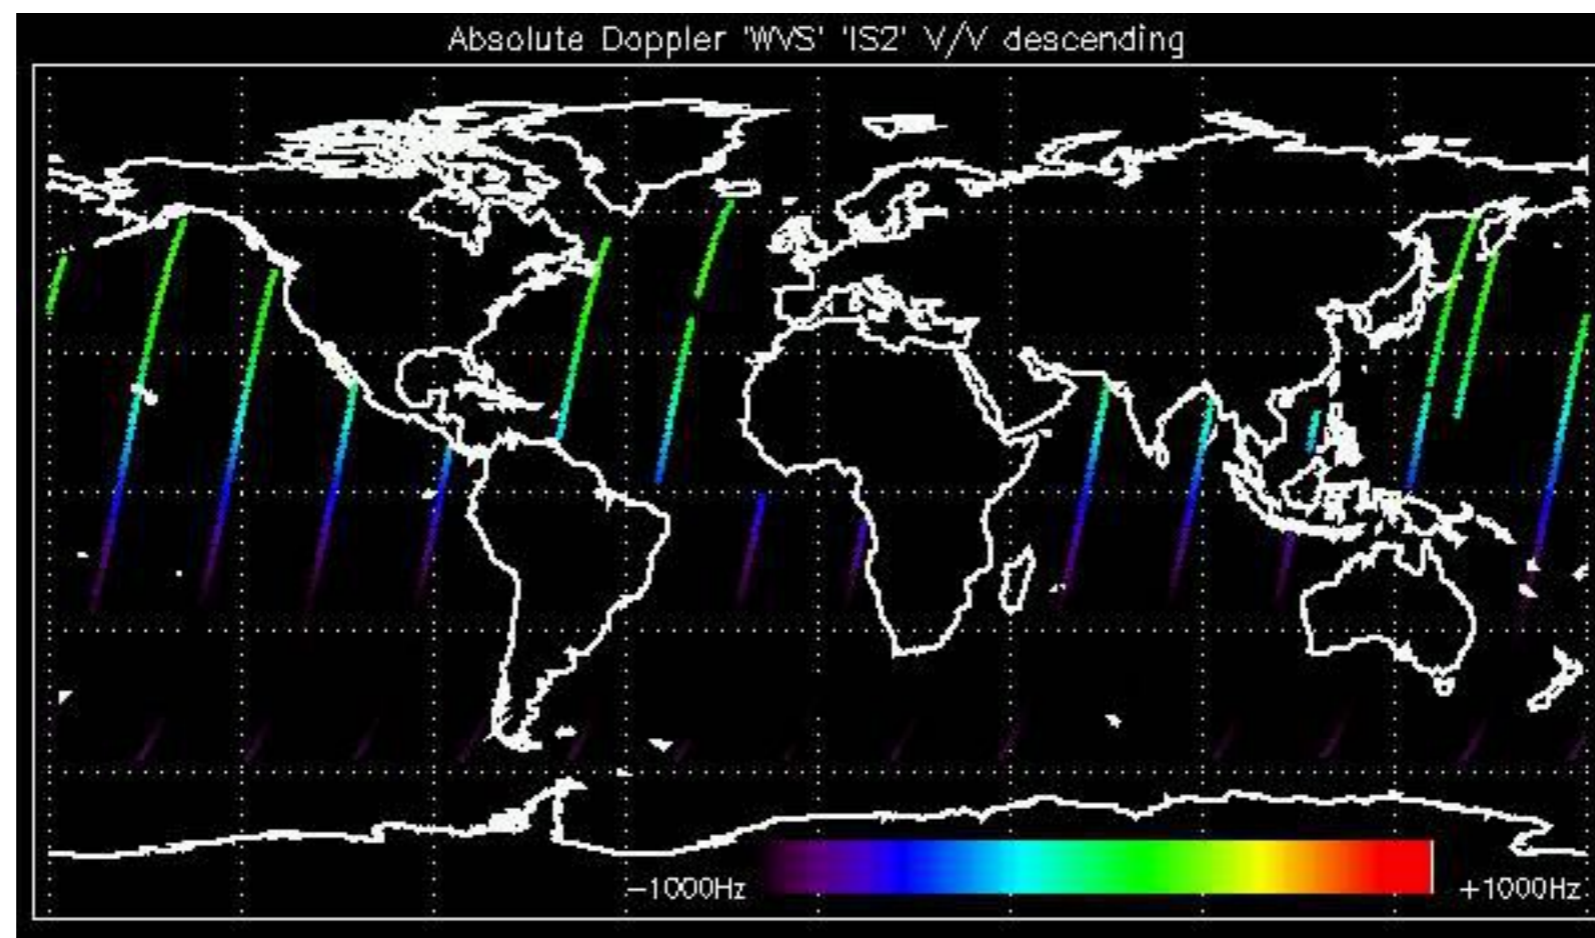 Absolute Doppler 'WVS' 'IS2' V/V descending
-1000Hz
+1000Hz